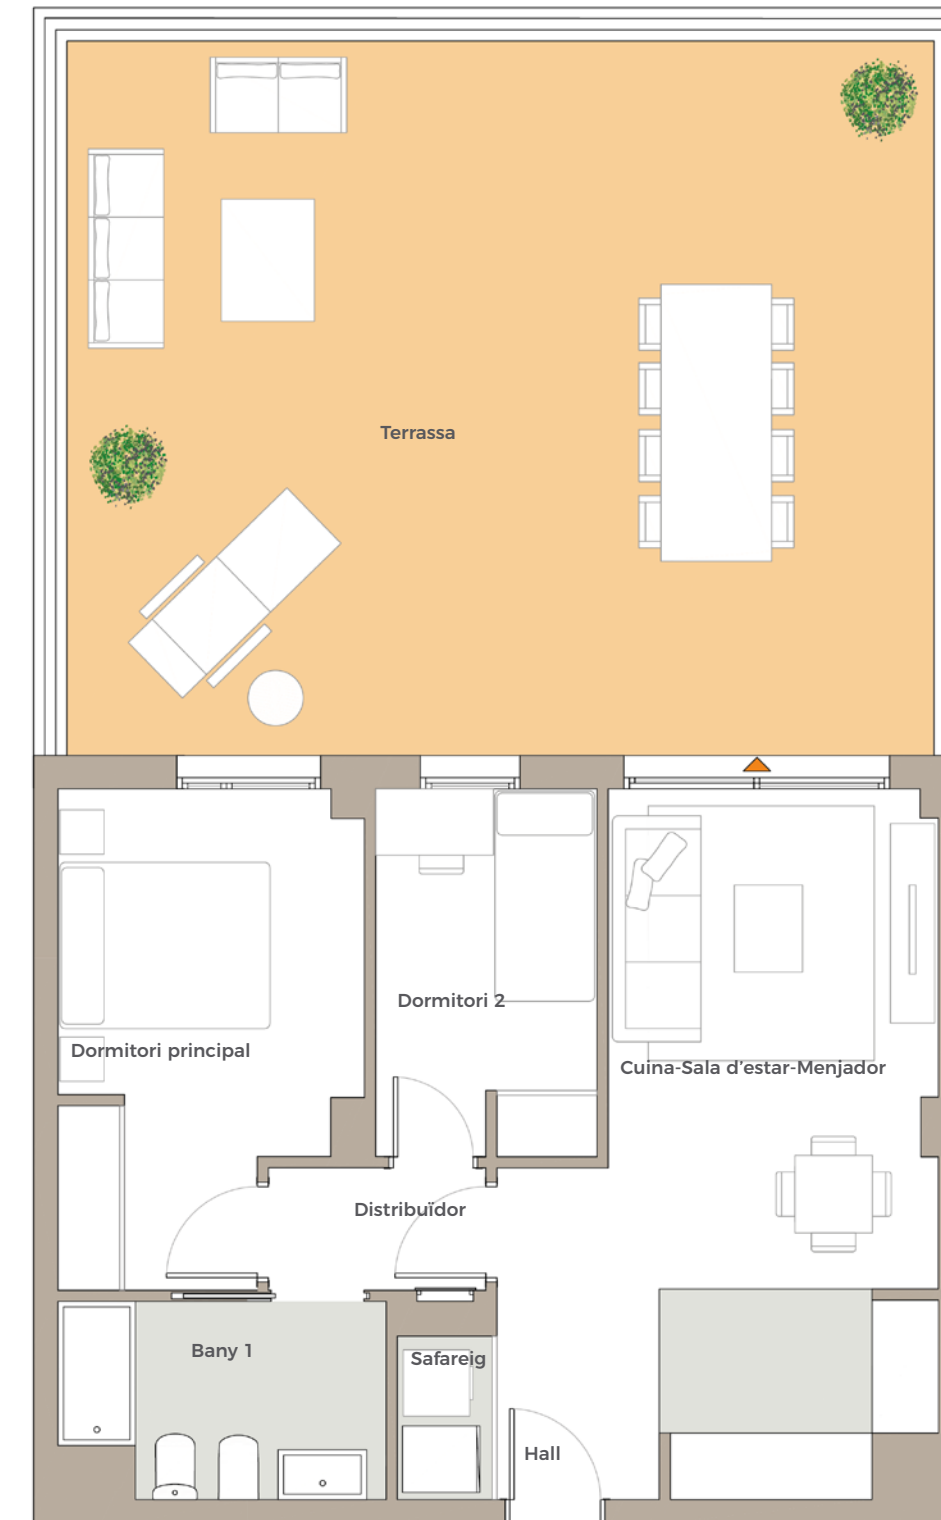 Terrassa
Dormitori 2
Dormitori principal
Cuina-Sala d'estar-Menjador
Distribuïdor
Bany 1
Safareig
Hall